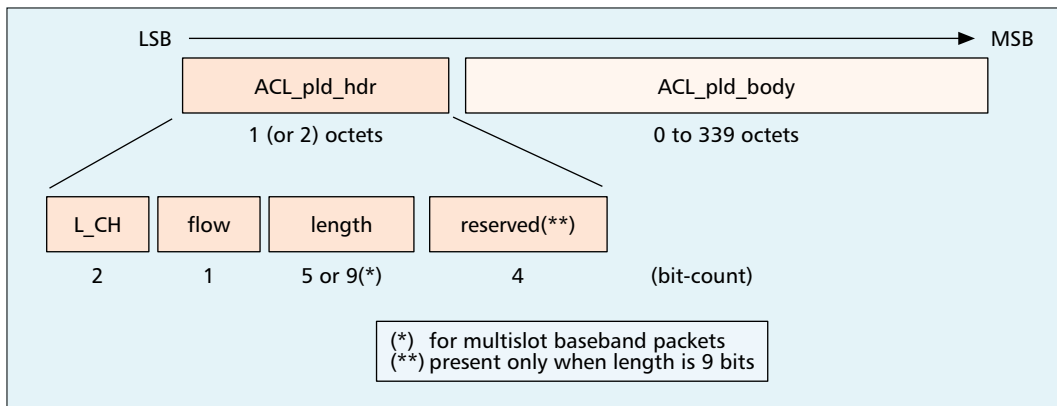 LSB MSB
ACL_pld_hdr ACL_pld_body
1 (or 2) octets 0 to 339 octets
L_CH flow length reserved(**)
2 1 5 or 9(*) 4 (bit-count)
(*) for multislot baseband packets
(**) present only when length is 9 bits